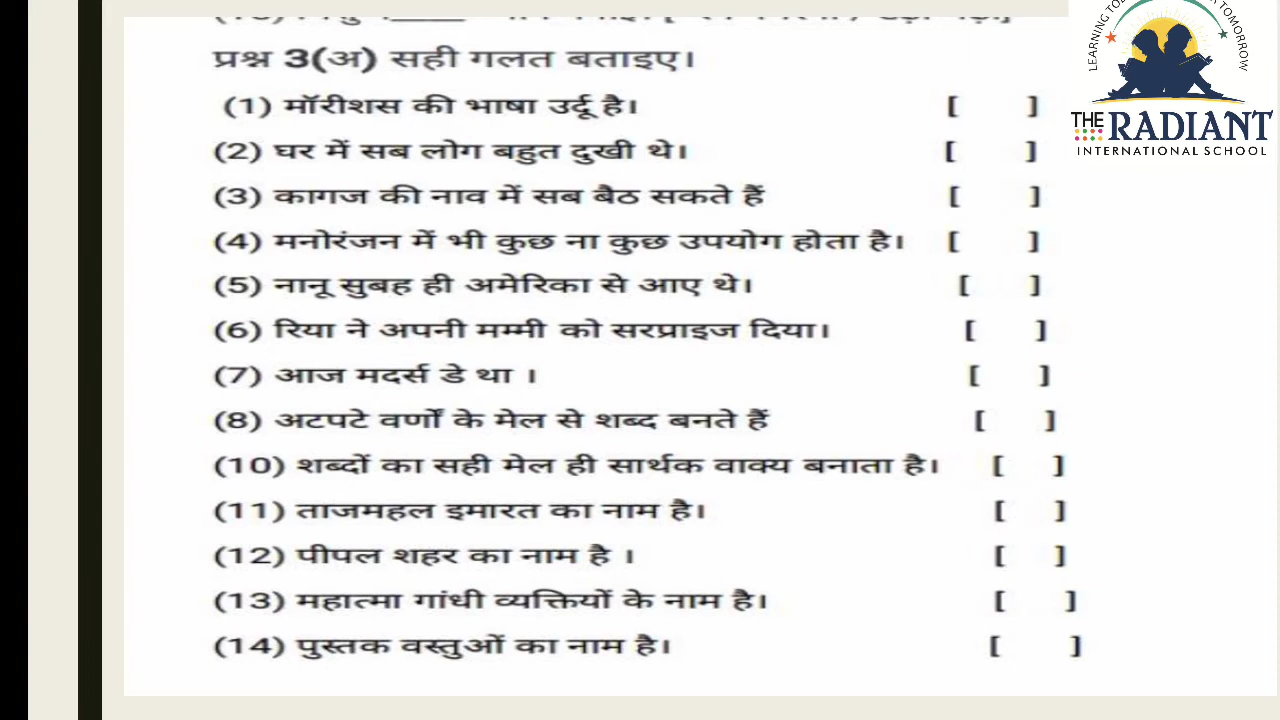 प्रश्न 3(अ) सही गलत बताइए।
(1) मॉरीशस की भाषा उर्दू है। [ ]
(2) घर में सब लोग बहुत दुखी थे। [ ]
(3) कागज की नाव में सब बैठ सकते हैं [ ]
(4) मनोरंजन में भी कुछ ना कुछ उपयोग होता है। [ ]
(5) नानू सुबह ही अमेरिका से आए थे। [ ]
(6) रिया ने अपनी मम्मी को सरप्राइज दिया। [ ]
(7) आज मदर्स डे था । [ ]
(8) अटपटे वर्णों के मेल से शब्द बनते हैं [ ]
(10) शब्दों का सही मेल ही सार्थक वाक्य बनाता है। [ ]
(11) ताजमहल इमारत का नाम है। [ ]
(12) पीपल शहर का नाम है । [ ]
(13) महात्मा गांधी व्यक्तियों के नाम है। [ ]
(14) पुस्तक वस्तुओं का नाम है। [ ]
LEARNING TOMORROW
THE RADIANT
INTERNATIONAL SCHOOL